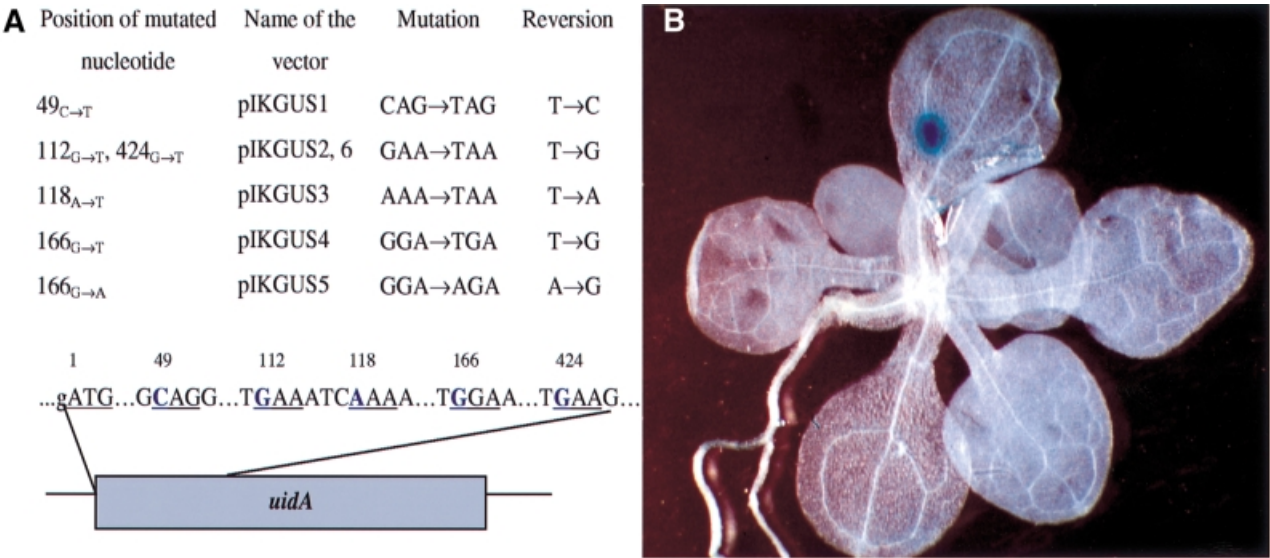 A Position of mutated Name of the Mutation Reversion
nucleotide vector
49C→T pIKGUS1 CAG→TAG T→C
112G→T, 424G→T pIKGUS2, 6 GAA→TAA T→G
118A→T pIKGUS3 AAA→TAA T→A
166G→T pIKGUS4 GGA→TGA T→G
166G→A pIKGUS5 GGA→AGA A→G
1 49 112 118 166 424
...gATG...GCAGG...TGAAATCAAAA...TGGAA...TGAAG...
uidA
B